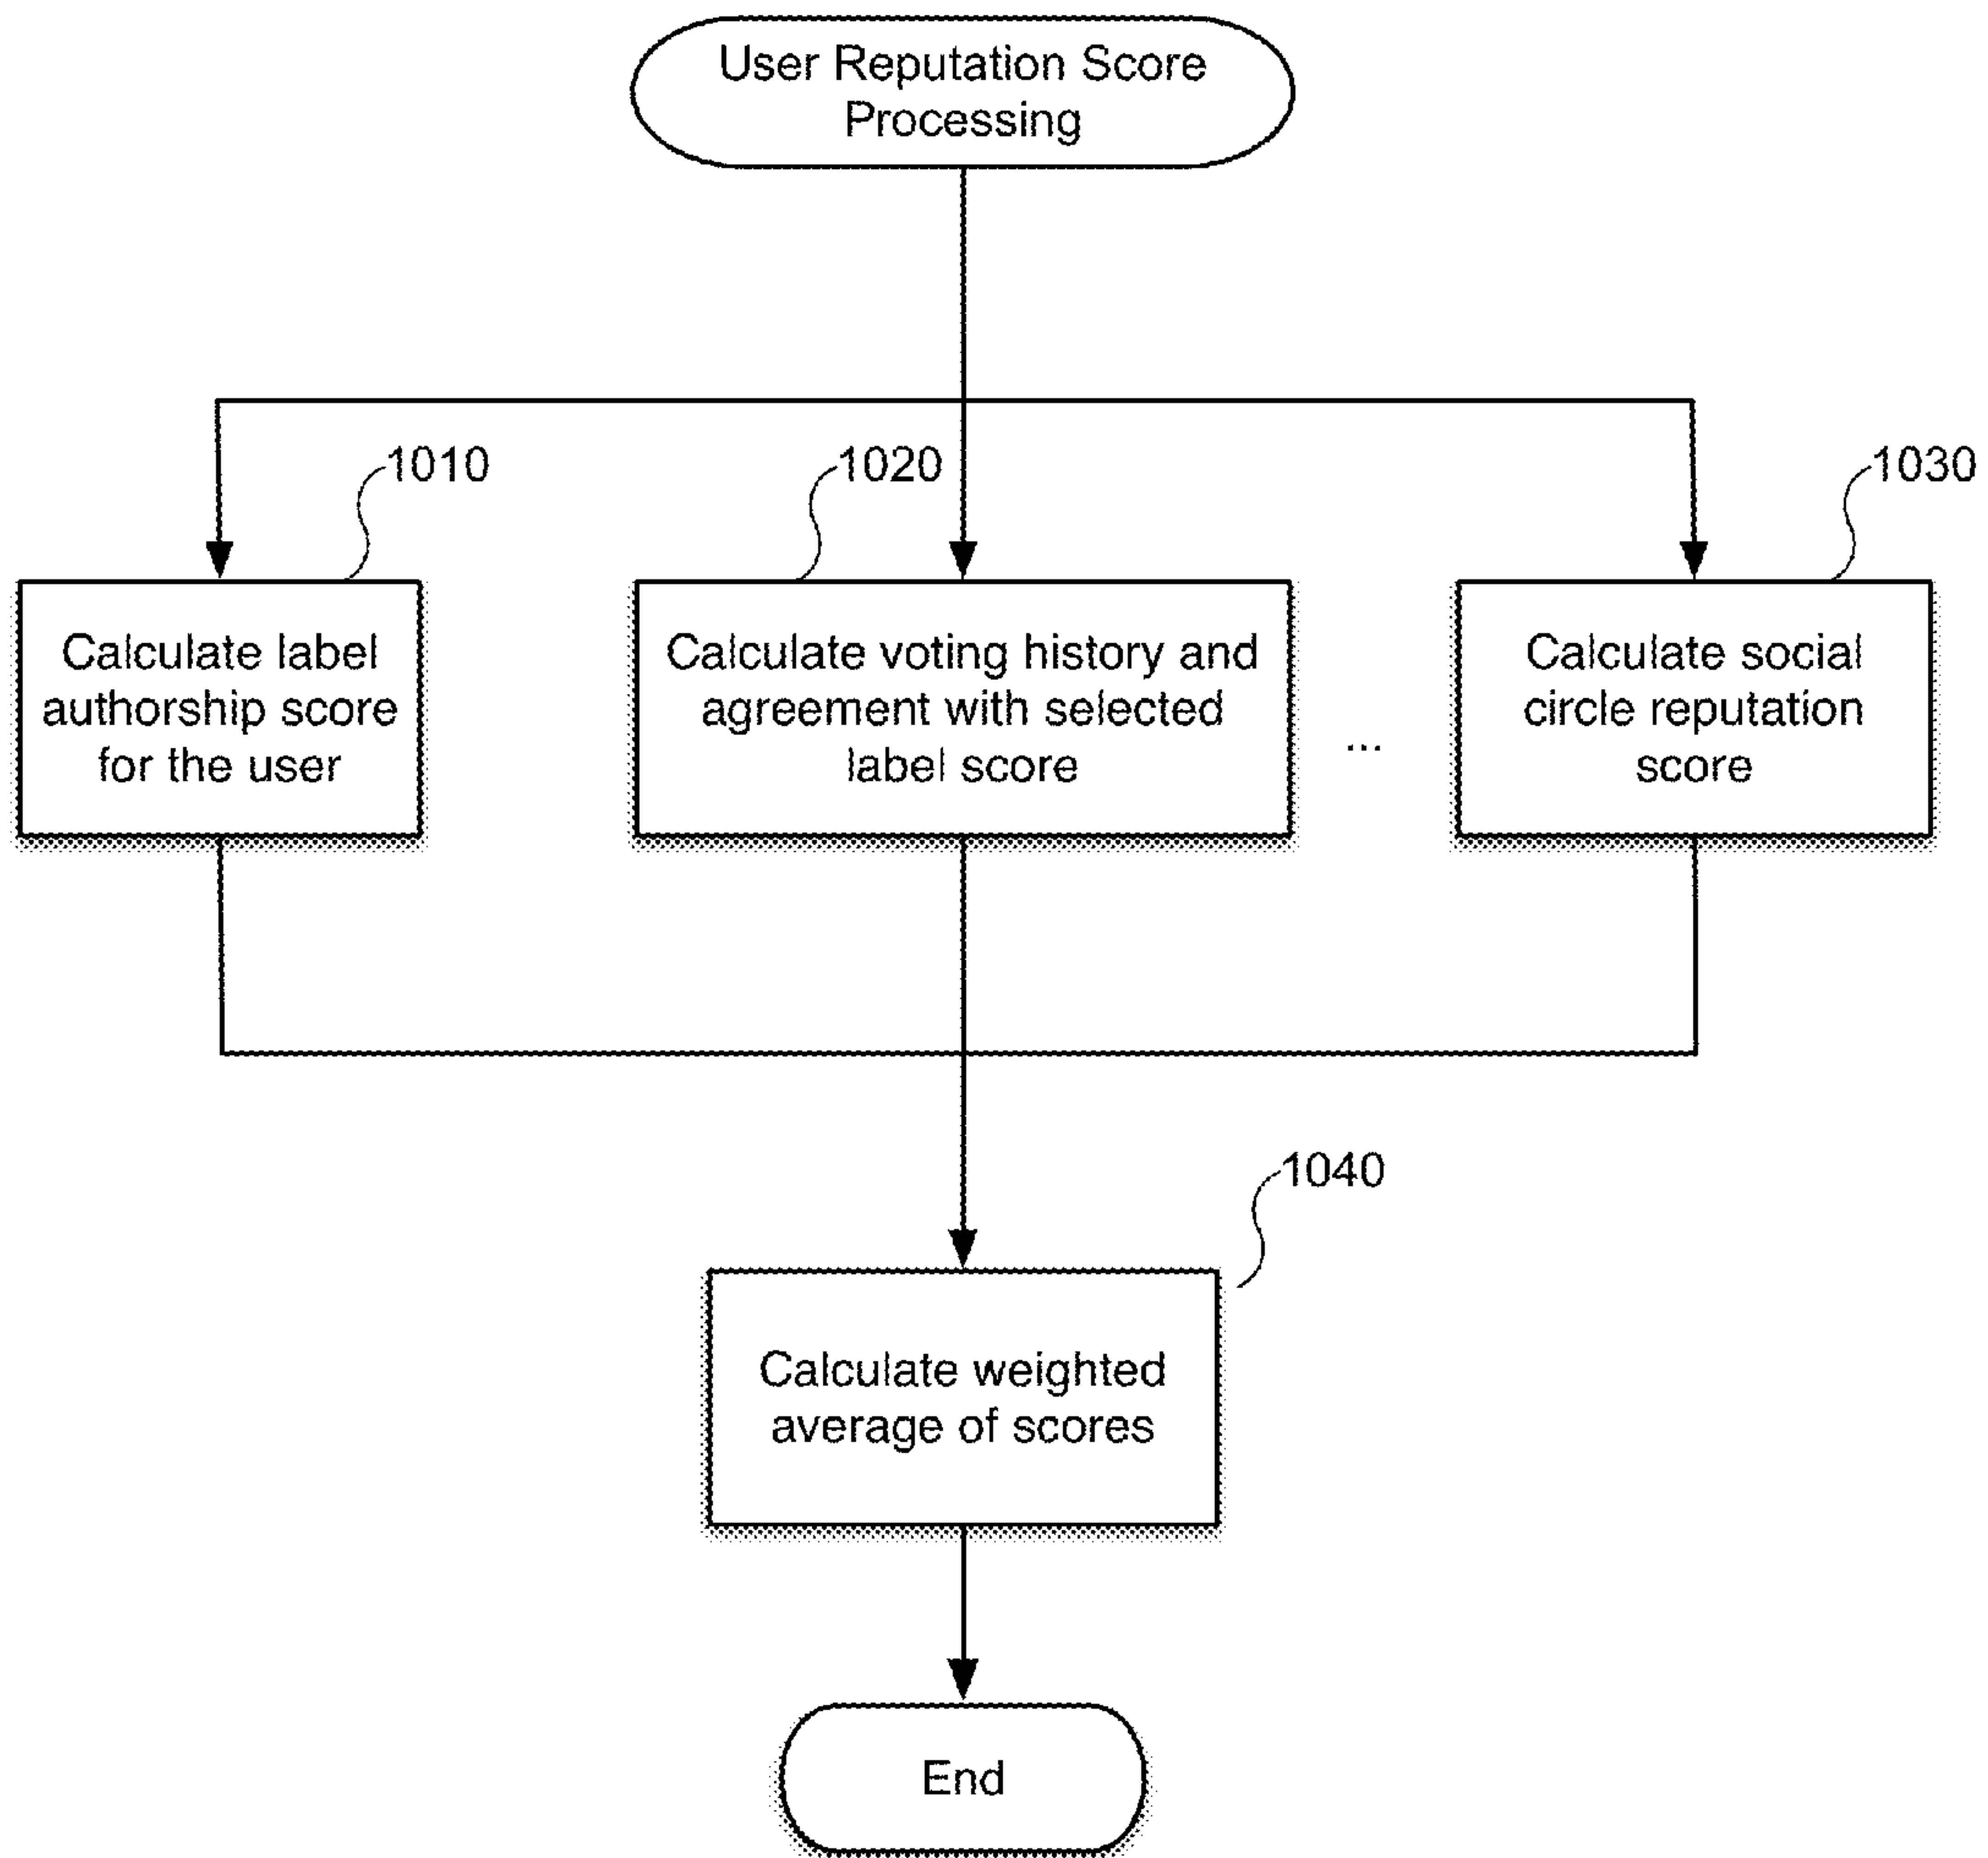 User Reputation Score
Processing
1010
1020
1030
Calculate label
authorship score
for the user
Calculate voting history and
agreement with selected
label score
...
Calculate social
circle reputation
score
1040
Calculate weighted
average of scores
End